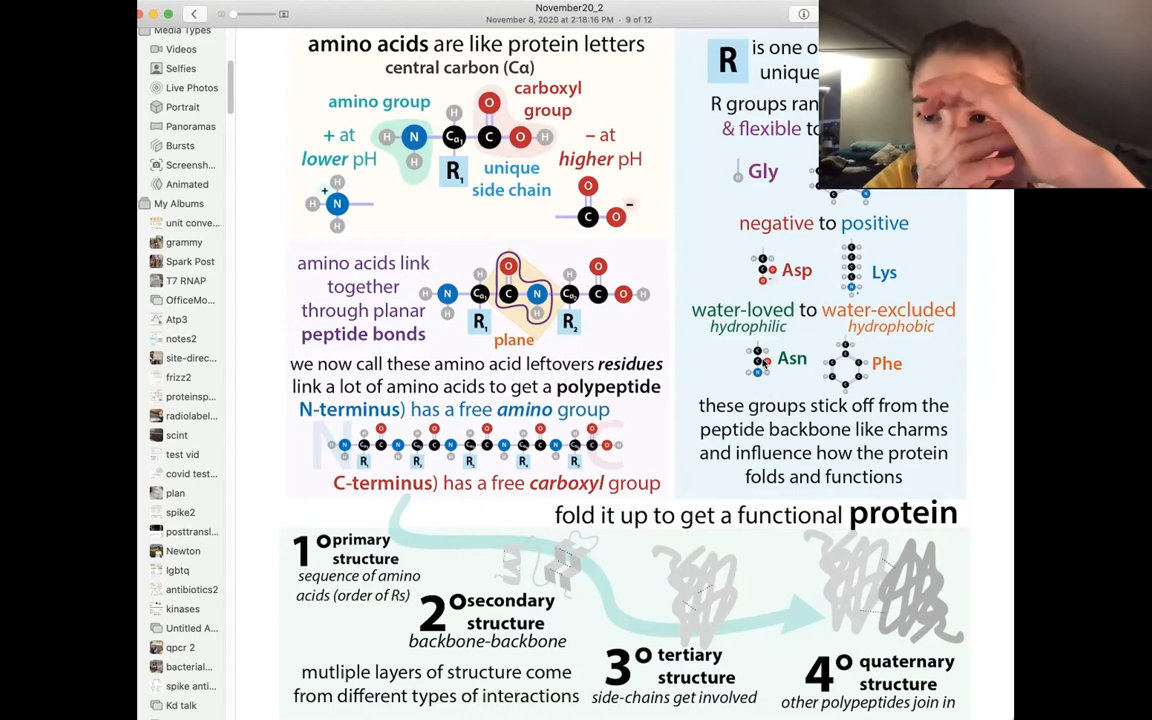 November20_2
November 8, 2020 at 2:18:16 PM · 9 of 12
Media Types
Videos
Selfies
Live Photos
Portrait
Panoramas
Bursts
Screensh...
Animated
My Albums
unit conve...
grammy
Spark Post
T7 RNAP
OfficeMo...
Atp3
notes2
site-direc...
frizz2
proteinsp...
radiolabel...
scint
test vid
covid test...
plan
spike2
posttransl...
Newton
lgbtq
antibiotics2
kinases
Untitled A...
qpcr 2
bacterial...
spike anti...
Kd talk
amino acids are like protein letters
central carbon (Cα)
amino group
carboxyl
group
+ at
lower pH
H N H H Cα1 R1 C O O H
unique
side chain
– at
higher pH
+ H H N H
O C O –
amino acids link
together
through planar
peptide bonds
H N H H Cα1 R1 O C N H H Cα2 R2 O C O H
plane
we now call these amino acid leftovers residues
link a lot of amino acids to get a polypeptide
N-terminus) has a free amino group
N C
C-terminus) has a free carboxyl group
R
is one o
unique
R groups ran
& flexible to
Gly
negative to positive
Asp
Lys
water-loved to water-excluded
hydrophilic
hydrophobic
Asn
Phe
these groups stick off from the
peptide backbone like charms
and influence how the protein
folds and functions
fold it up to get a functional protein
1° primary
structure
sequence of amino
acids (order of Rs)
2° secondary
structure
backbone-backbone
mutliple layers of structure come
from different types of interactions
3° tertiary
structure
side-chains get involved
4° quaternary
structure
other polypeptides join in